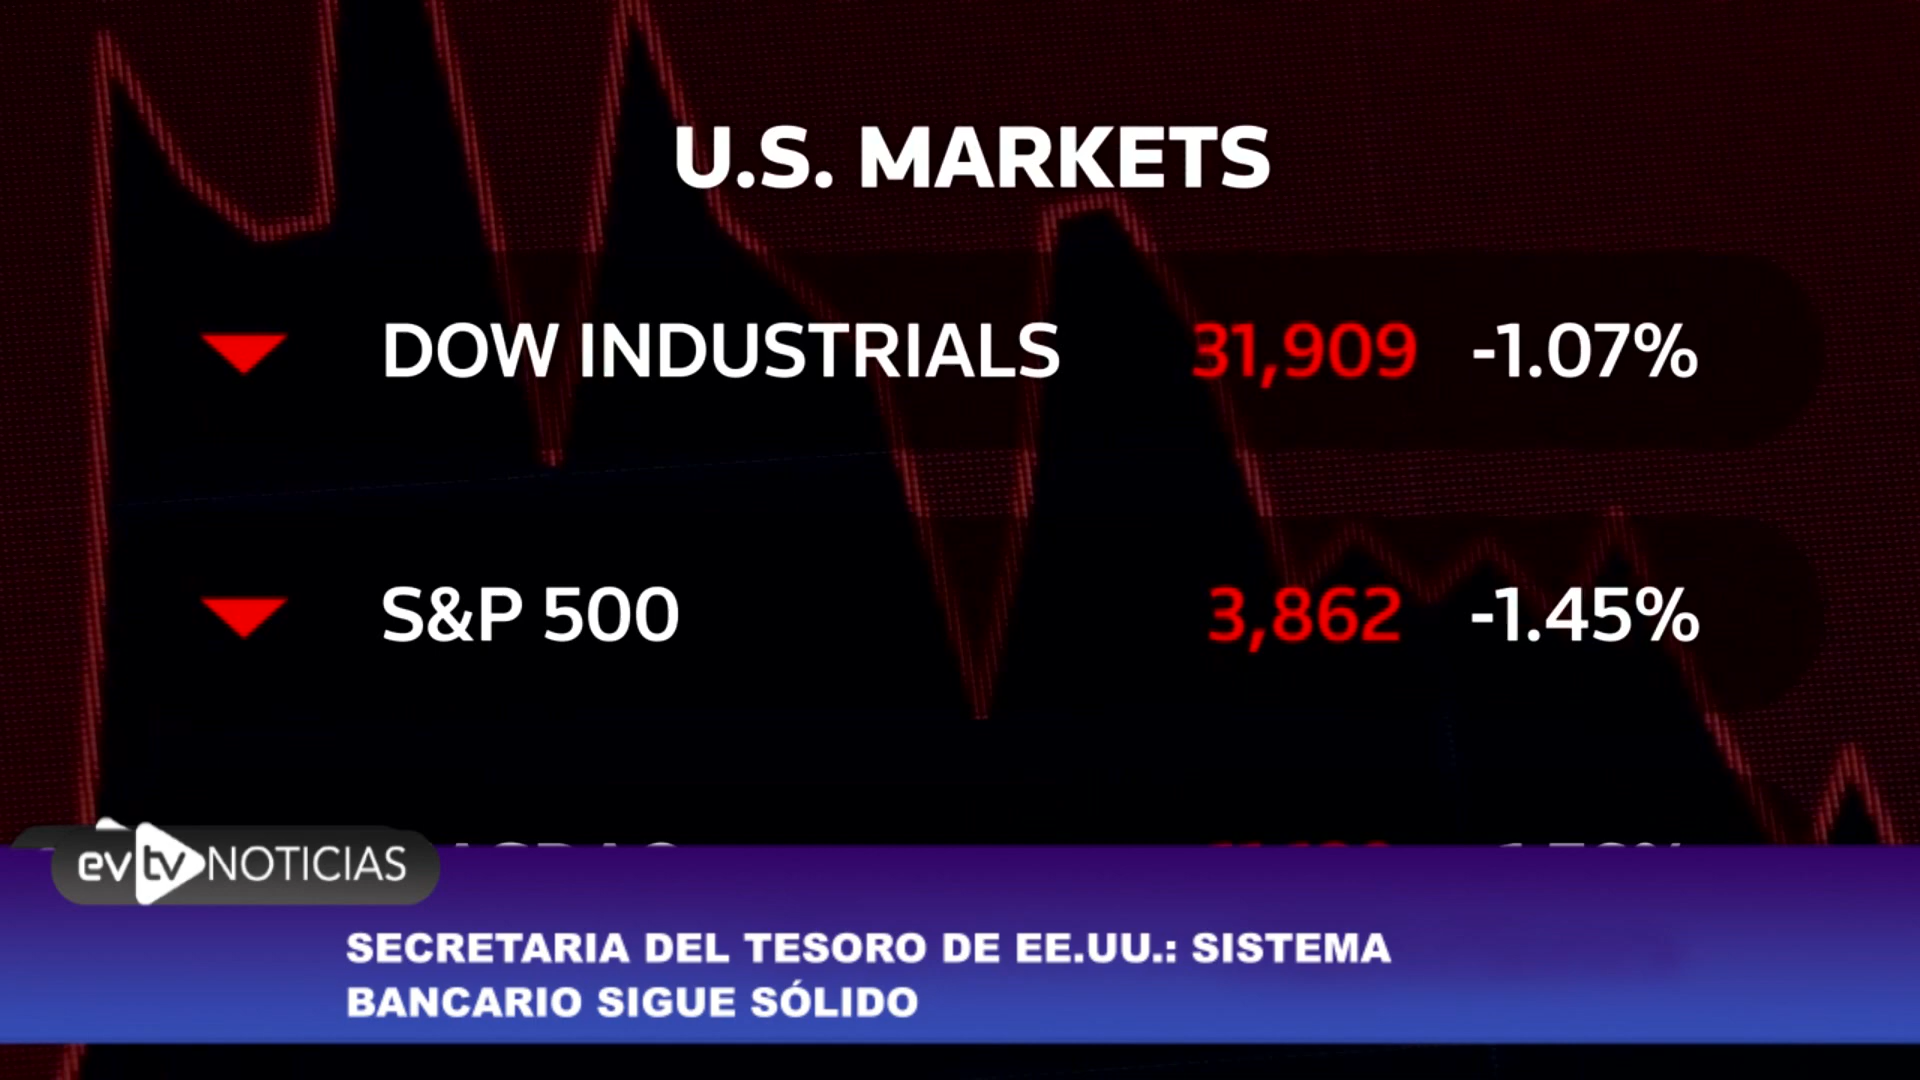 U.S. MARKETS
DOW INDUSTRIALS 31,909 -1.07%
S&P 500 3,862 -1.45%
evtv NOTICIAS
SECRETARIA DEL TESORO DE EE.UU.: SISTEMA
BANCARIO SIGUE SÓLIDO